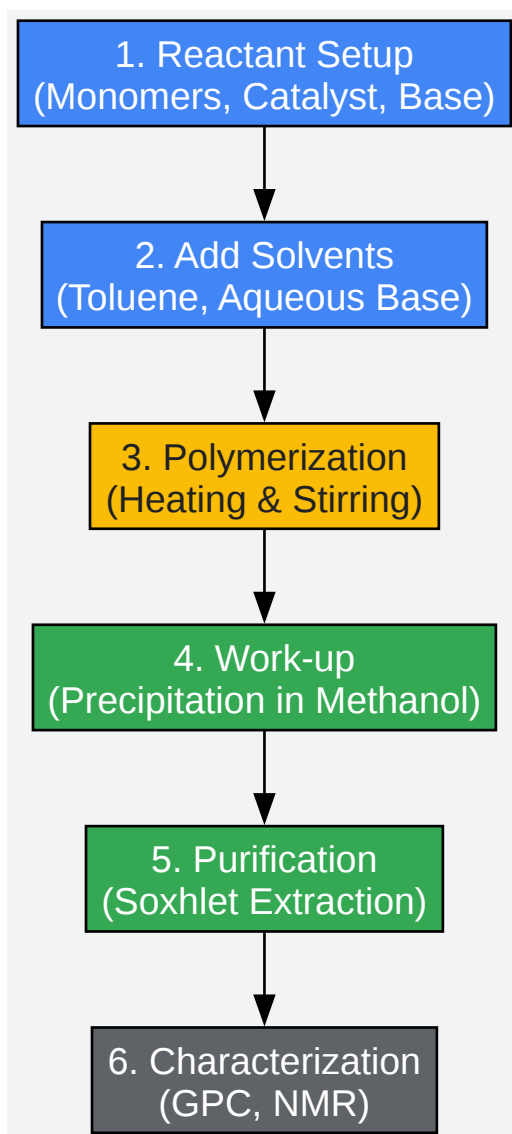 1. Reactant Setup
(Monomers, Catalyst, Base)
2. Add Solvents
(Toluene, Aqueous Base)
3. Polymerization
(Heating & Stirring)
4. Work-up
(Precipitation in Methanol)
5. Purification
(Soxhlet Extraction)
6. Characterization
(GPC, NMR)